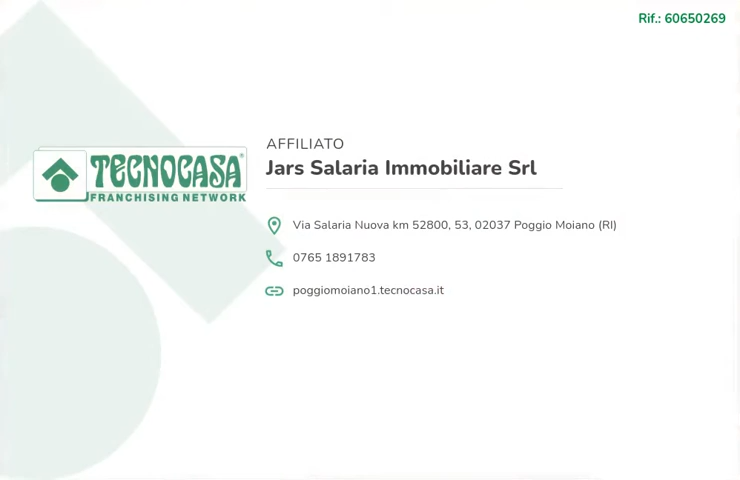 Rif.: 60650269
AFFILIATO
Jars Salaria Immobiliare Srl
TECNOCASA®
FRANCHISING NETWORK
Via Salaria Nuova km 52800, 53, 02037 Poggio Moiano (RI)
0765 1891783
poggiomoiano1.tecnocasa.it